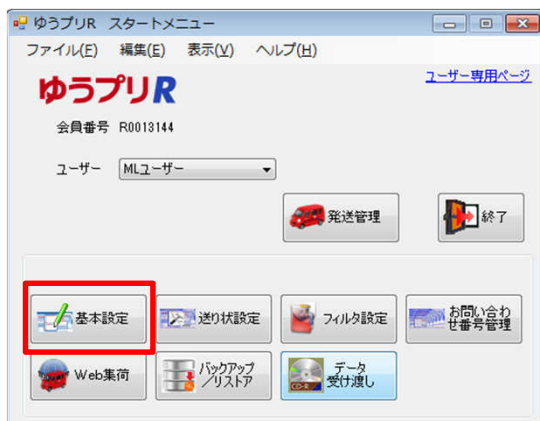 ゆうプリR スタートメニュー
ファイル(F) 編集(E) 表示(V) ヘルプ(H)
ユーザー専用ページ
ゆうプリR
会員番号 R0013144
ユーザー MLユーザー
発送管理
終了
基本設定
送り状設定
フィルタ設定
お問い合わ
せ番号管理
Web集荷
バックアップ
/リストア
CD-R
データ
受け渡し